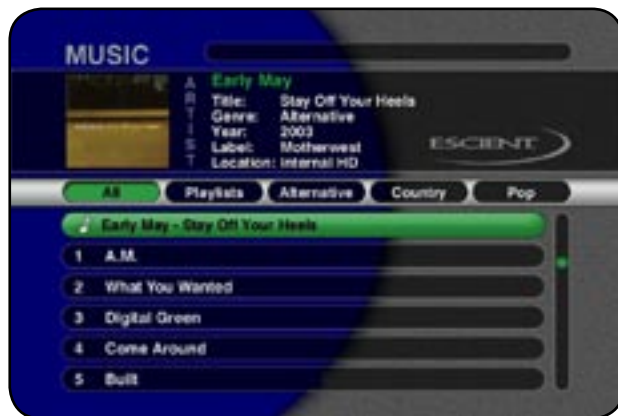 MUSIC
ARTIST
Early May
Title: Stay Off Your Heels
Genre: Alternative
Year: 2003
Label: Motherwest
Location: Internal HD
ESCIENT
All Playlists Alternative Country Pop
Early May - Stay Off Your Heels
1 A.M.
2 What You Wanted
3 Digital Green
4 Come Around
5 Built